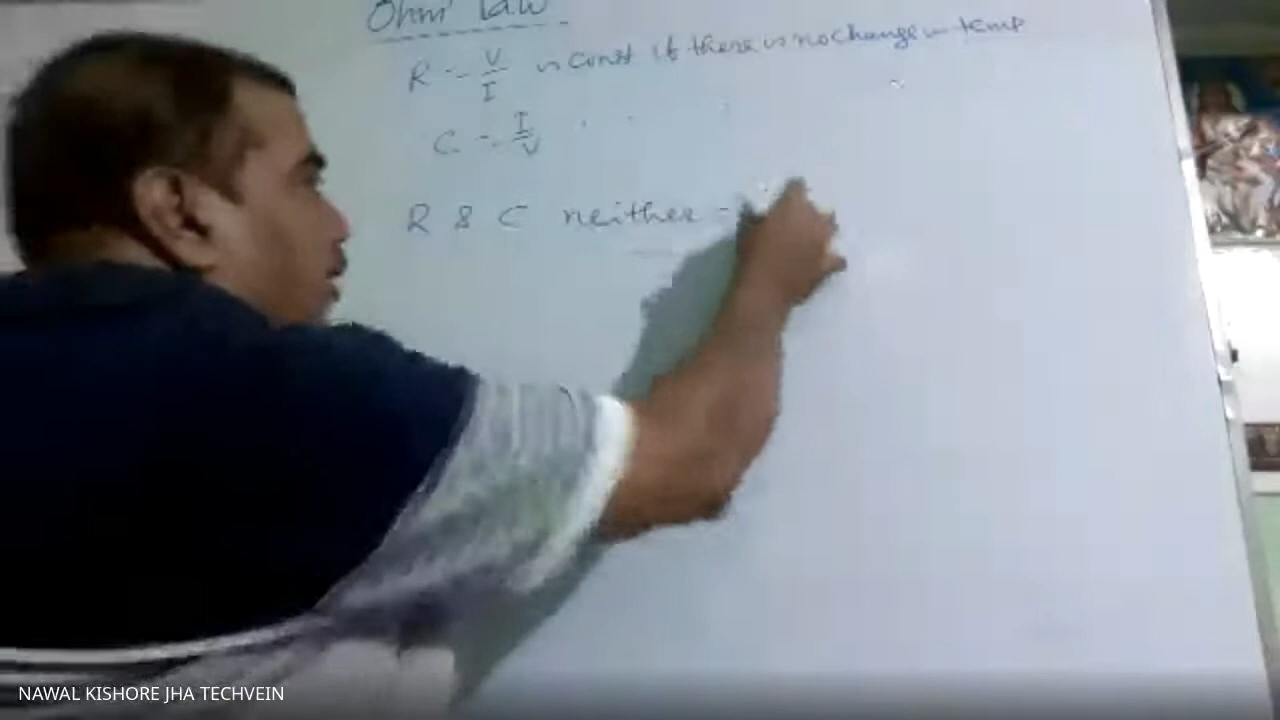 Ohm' Law
R = V/I is const if there is no change in temp
C = I/V
R & C neither -
NAWAL KISHORE JHA TECHVEIN